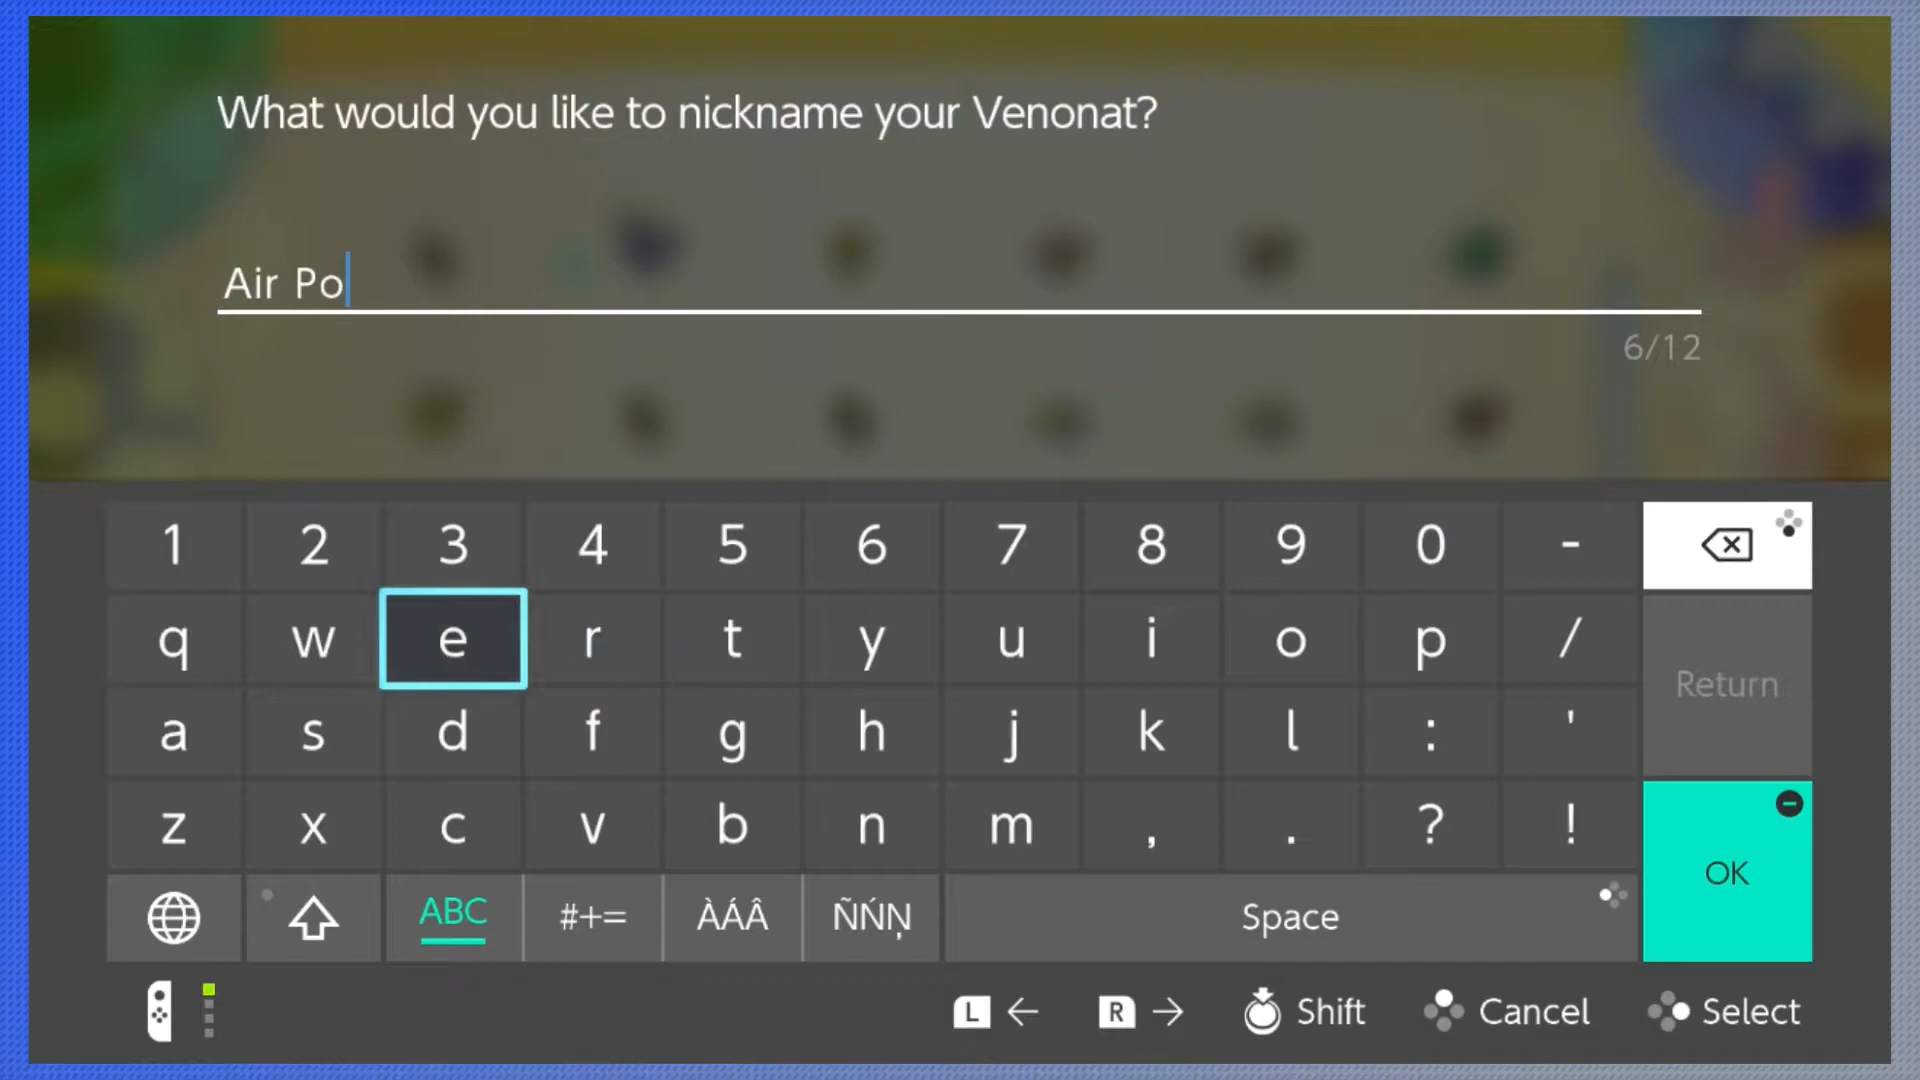 What would you like to nickname your Venonat?
Air Po
6/12
1 2 3 4 5 6 7 8 9 0 -
q w e r t y u i o p /
Return
a s d f g h j k l : '
z x c v b n m , . ? !
OK
ABC #+= ÀÁÂ ÑŃŅ Space
L ← R → Shift Cancel Select